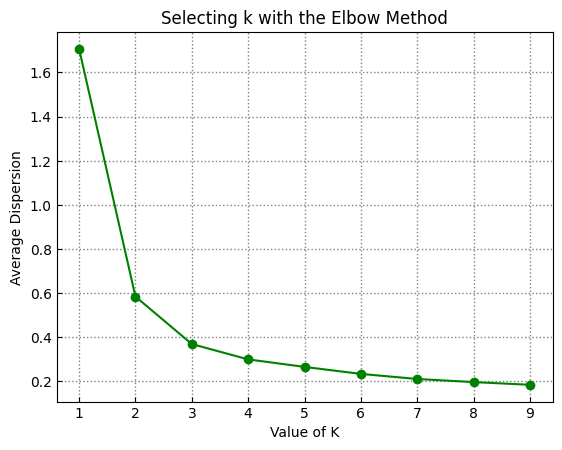 Selecting k with the Elbow Method
Average Dispersion
1.6
1.4
1.2
1.0
0.8
0.6
0.4
0.2
1 2 3 4 5 6 7 8 9
Value of K